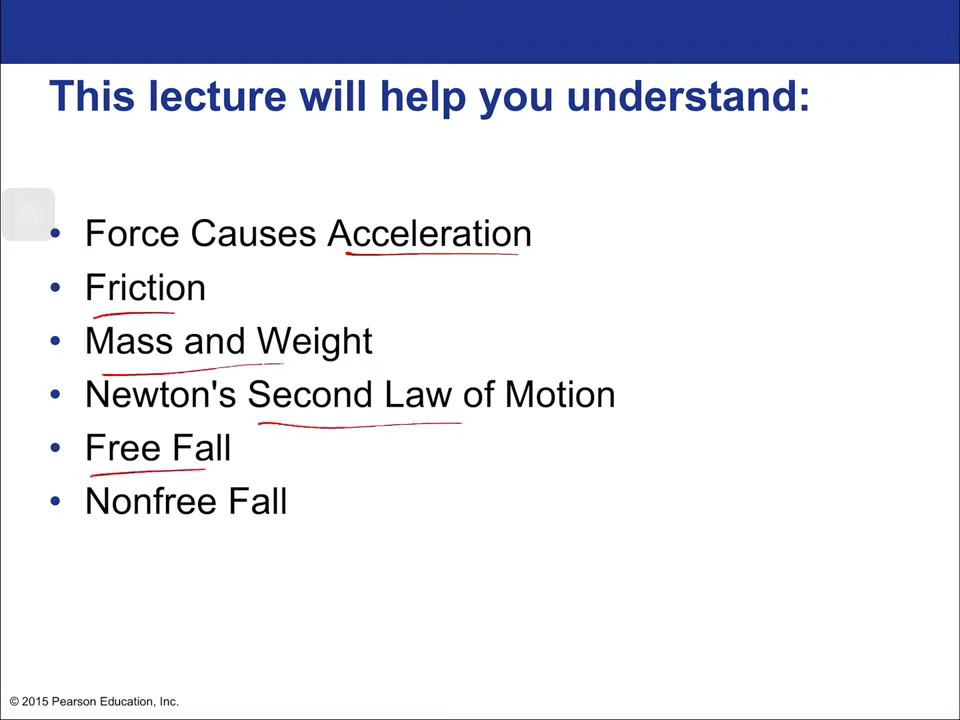 This lecture will help you understand:
• Force Causes Acceleration
• Friction
• Mass and Weight
• Newton's Second Law of Motion
• Free Fall
• Nonfree Fall
© 2015 Pearson Education, Inc.